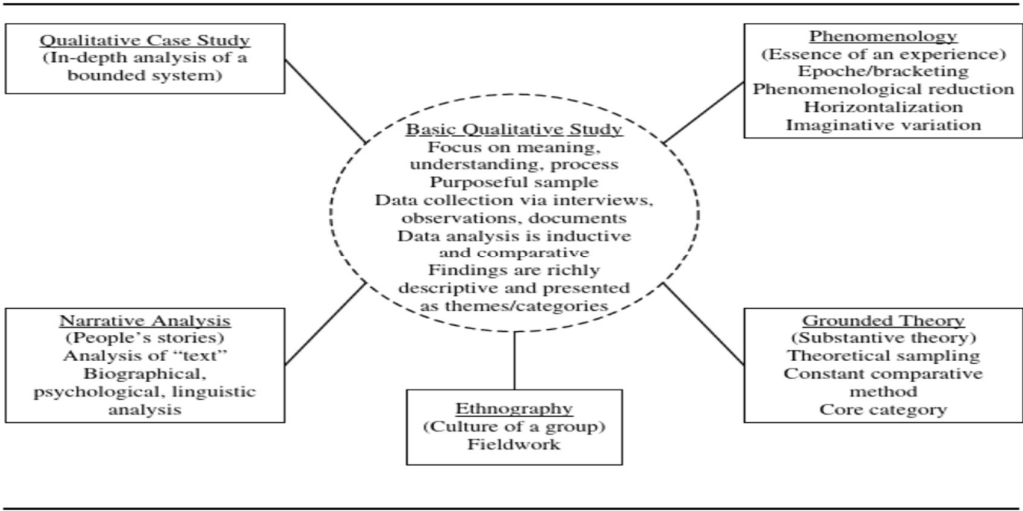 Qualitative Case Study
(In-depth analysis of a
bounded system)
Phenomenology
(Essence of an experience)
Epoche/bracketing
Phenomenological reduction
Horizontalization
Imaginative variation
Basic Qualitative Study
Focus on meaning,
understanding, process
Purposeful sample
Data collection via interviews,
observations, documents
Data analysis is inductive
and comparative
Findings are richly
descriptive and presented
as themes/categories
Narrative Analysis
(People’s stories)
Analysis of “text”
Biographical,
psychological, linguistic
analysis
Ethnography
(Culture of a group)
Fieldwork
Grounded Theory
(Substantive theory)
Theoretical sampling
Constant comparative
method
Core category